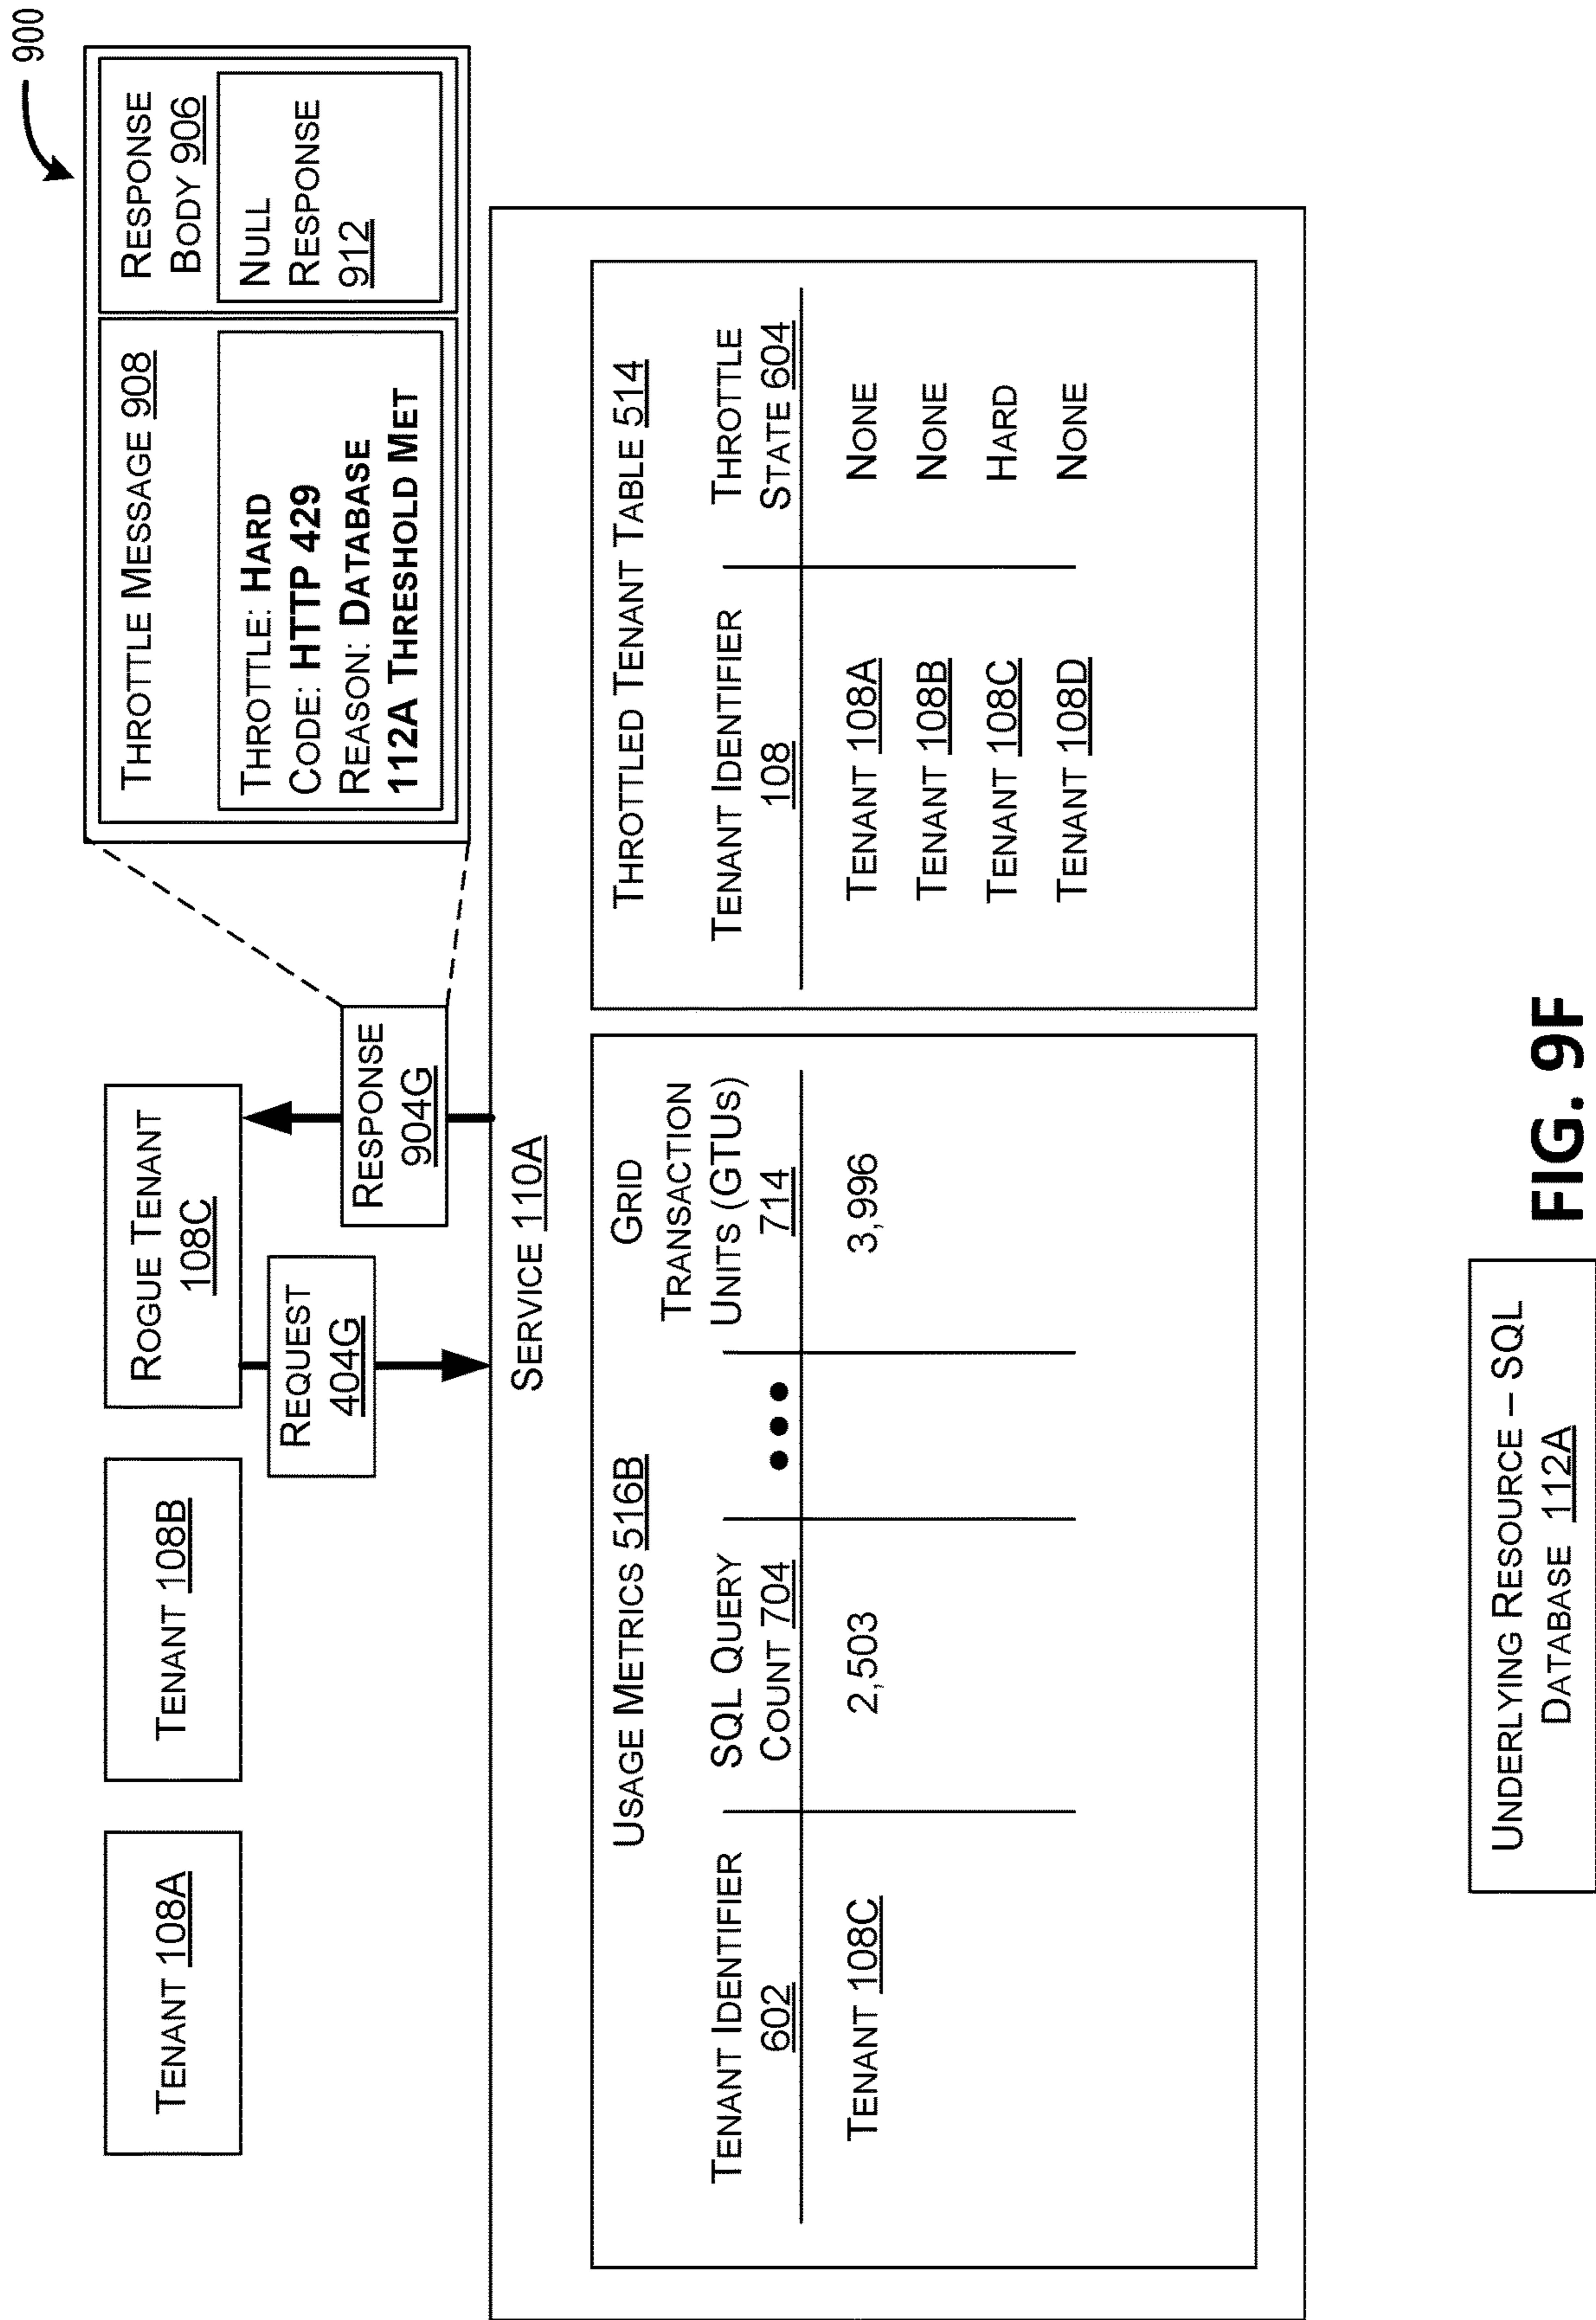 900
TENANT 108A
TENANT 108B
ROGUE TENANT
108C
REQUEST
404G
RESPONSE
904G
THROTTLE MESSAGE 908
THROTTLE: HARD
CODE: HTTP 429
REASON: DATABASE
112A THRESHOLD MET
RESPONSE
BODY 906
NULL
RESPONSE
912
SERVICE 110A
USAGE METRICS 516B
TENANT IDENTIFIER
602
SQL QUERY
COUNT 704
GRID
TRANSACTION
UNITS (GTUS)
714
TENANT 108C
2,503
3,996
THROTTLED TENANT TABLE 514
TENANT IDENTIFIER
108
THROTTLE
STATE 604
TENANT 108A NONE
TENANT 108B NONE
TENANT 108C HARD
TENANT 108D NONE
UNDERLYING RESOURCE – SQL
DATABASE 112A
FIG. 9F